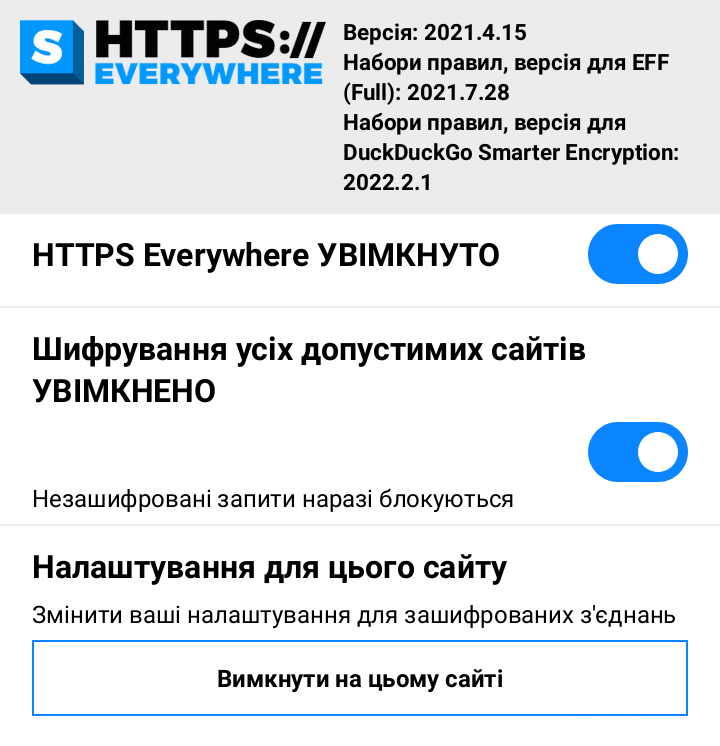 S HTTPS://
EVERYWHERE
Версія: 2021.4.15
Набори правил, версія для EFF
(Full): 2021.7.28
Набори правил, версія для
DuckDuckGo Smarter Encryption:
2022.2.1
HTTPS Everywhere УВІМКНУТО
Шифрування усіх допустимих сайтів
УВІМКНЕНО
Незашифровані запити наразі блокуються
Налаштування для цього сайту
Змінити ваші налаштування для зашифрованих з'єднань
Вимкнути на цьому сайті